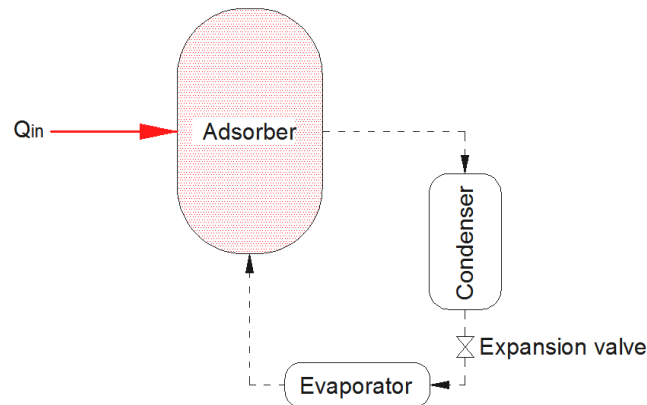 Qin
Adsorber
Condenser
Expansion valve
Evaporator